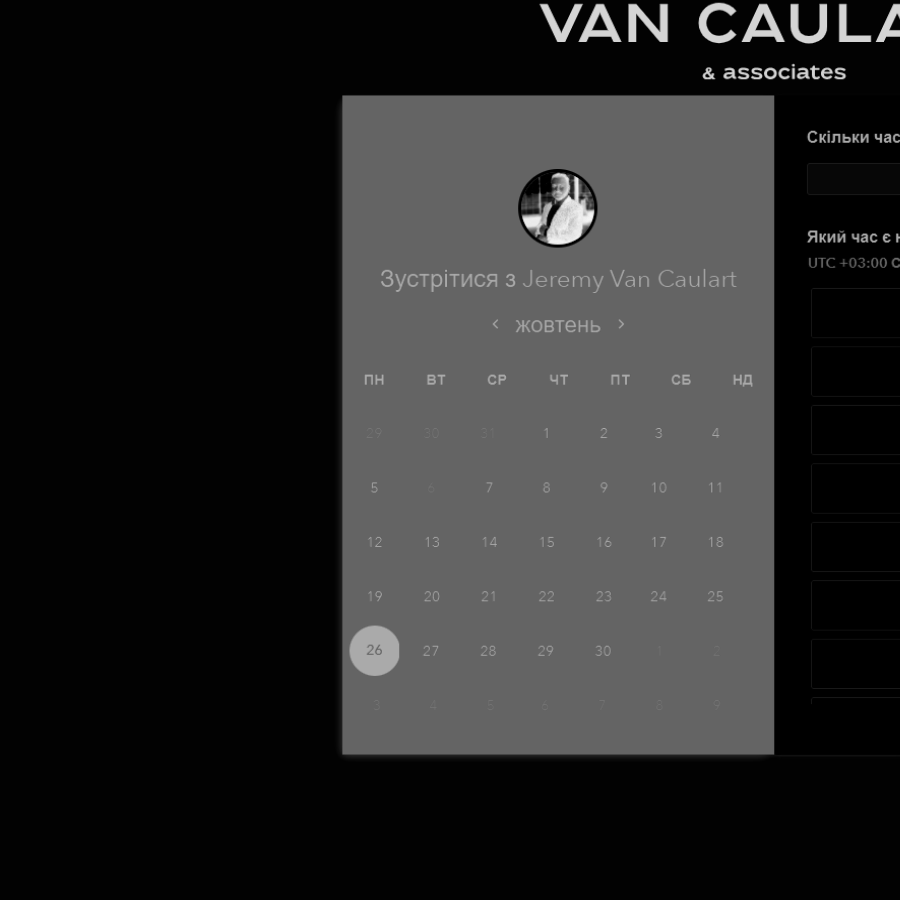 VAN CAULA
& associates
Зустрітися з Jeremy Van Caulart
жовтень
ПН ВТ СР ЧТ ПТ СБ НД
29 30 31 1 2 3 4
5 6 7 8 9 10 11
12 13 14 15 16 17 18
19 20 21 22 23 24 25
26 27 28 29 30 1 2
3 4 5 6 7 8 9
Скільки час
Який час є н
UTC +03:00